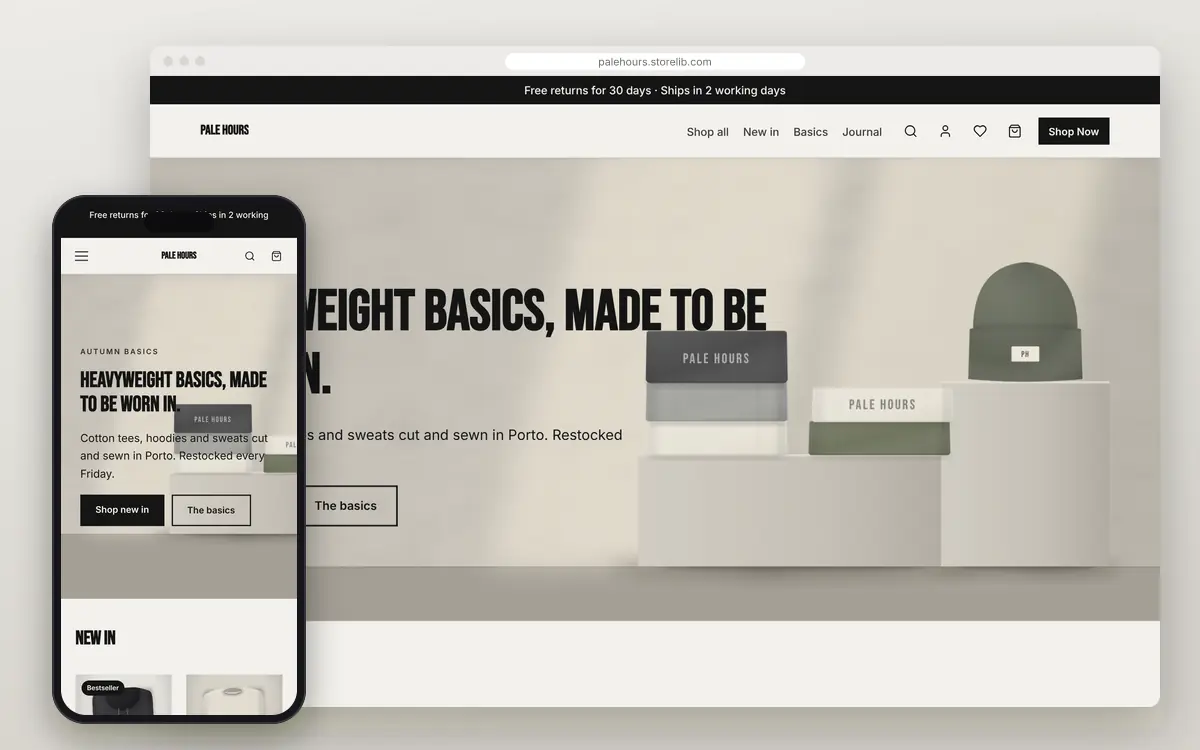 palehours.storelib.com
Free returns for 30 days · Ships in 2 working days
PALE HOURS
Shop all New in Basics Journal Shop Now
WEIGHT BASICS, MADE TO BE
N.
PALE HOURS
PALE HOURS
PH
s and sweats cut and sewn in Porto. Restocked
The basics
Free returns in 2 working
PALE HOURS
AUTUMN BASICS
HEAVYWEIGHT BASICS, MADE
TO BE WORN IN.
PALE HOURS
PAL
Cotton tees, hoodies and sweats cut
and sewn in Porto. Restocked every
Friday.
Shop new in The basics
NEW IN
Bestseller